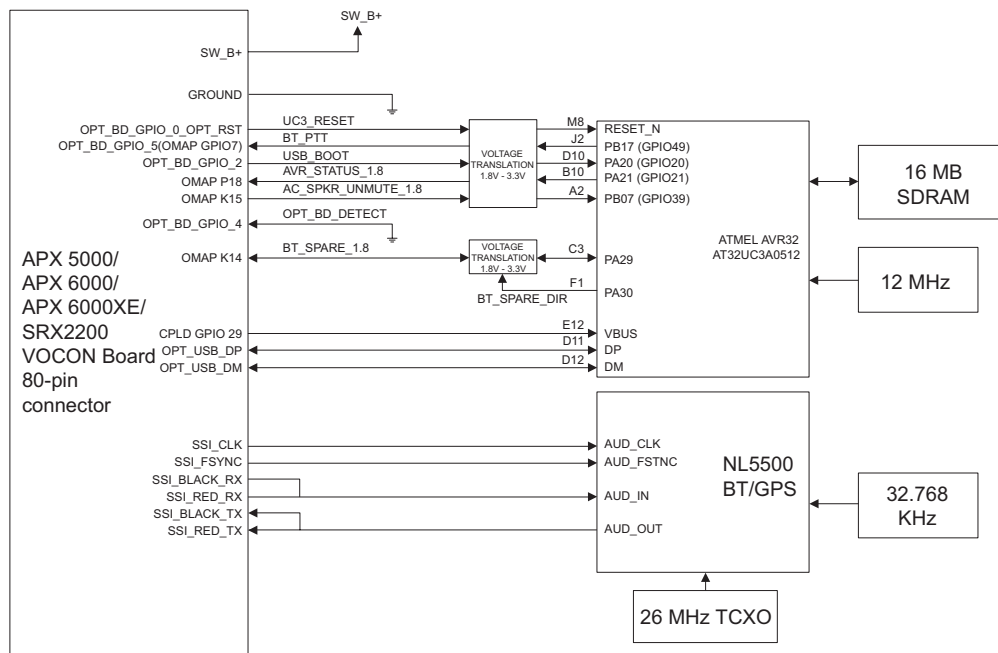 SW_B+
SW_B+
GROUND
OPT_BD_GPIO_0_OPT_RST
UC3_RESET
M8
RESET_N
OPT_BD_GPIO_5(OMAP GPIO7)
BT_PTT
J2
PB17 (GPIO49)
OPT_BD_GPIO_2
USB_BOOT
D10
PA20 (GPIO20)
OMAP P18
AVR_STATUS_1.8
B10
PA21 (GPIO21)
OMAP K15
AC_SPKR_UNMUTE_1.8
A2
PB07 (GPIO39)
VOLTAGE
TRANSLATION
1.8V - 3.3V
16 MB
SDRAM
OPT_BD_GPIO_4
OPT_BD_DETECT
ATMEL AVR32
AT32UC3A0512
OMAP K14
BT_SPARE_1.8
VOLTAGE
TRANSLATION
1.8V - 3.3V
C3
PA29
F1
PA30
BT_SPARE_DIR
12 MHz
APX 5000/
APX 6000/
APX 6000XE/
SRX2200
VOCON Board
80-pin
connector
CPLD GPIO 29
E12
VBUS
OPT_USB_DP
D11
DP
OPT_USB_DM
D12
DM
SSI_CLK
AUD_CLK
SSI_FSYNC
AUD_FSTNC
SSI_BLACK_RX
SSI_RED_RX
AUD_IN
SSI_BLACK_TX
SSI_RED_TX
AUD_OUT
NL5500
BT/GPS
32.768
KHz
26 MHz TCXO